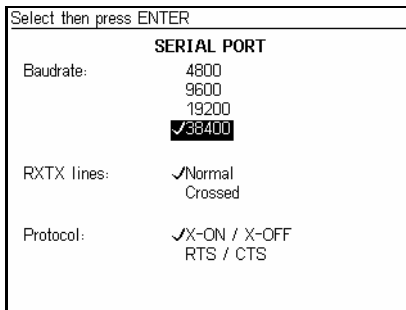 Select then press ENTER
SERIAL PORT
Baudrate: 4800
9600
19200
✓38400
RXTX lines: ✓Normal
Crossed
Protocol: ✓X-ON / X-OFF
RTS / CTS